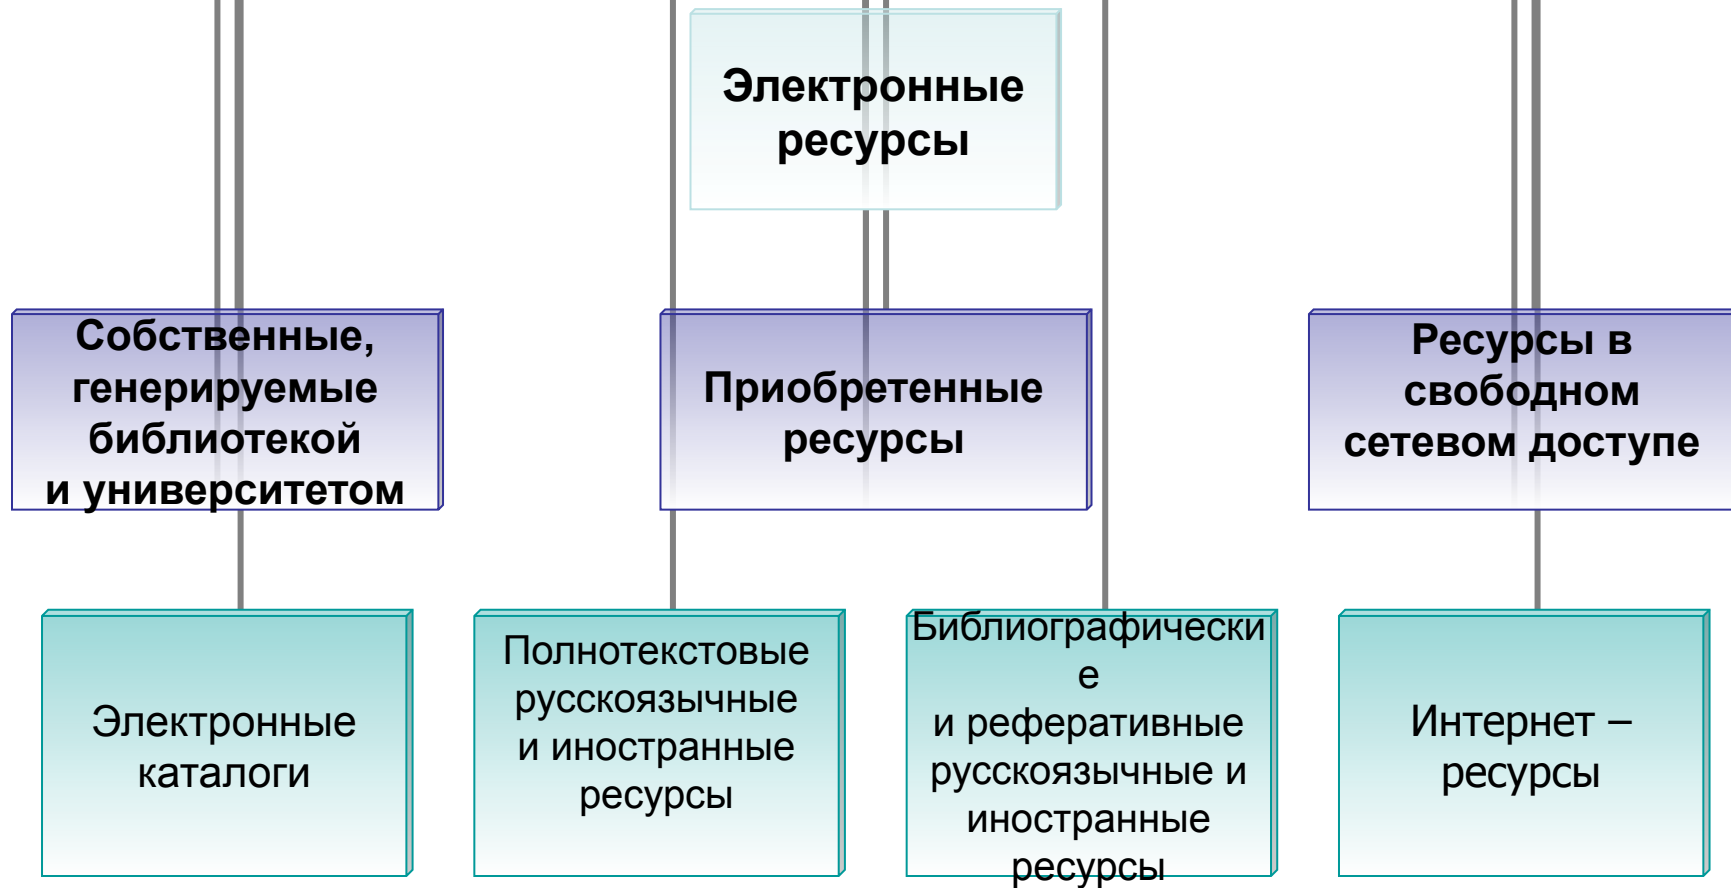 Электронные
ресурсы
Собственные,
генерируемые
библиотекой
и университетом
Приобретенные
ресурсы
Ресурсы в
свободном
сетевом доступе
Электронные
каталоги
Полнотекстовые
русскоязычные
и иностранные
ресурсы
Библиографически
е
и реферативные
русскоязычные и
иностранные
ресурсы
Интернет –
ресурсы